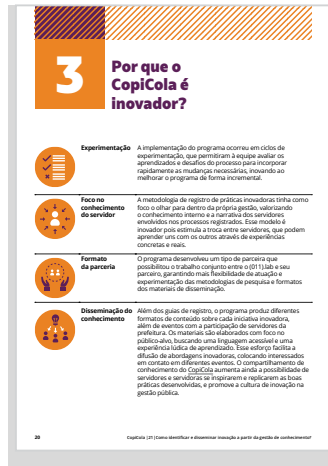 3
Por que o
CopiCola é
inovador?
Experimentação
A implementação do programa ocorreu em ciclos de
experimentação, que permitiram à equipe avaliar os
aprendizados e desafios do processo para incorporar
rapidamente as mudanças necessárias, inovando ao
melhorar o programa de forma incremental.
Foco no
conhecimento
do servidor
A metodologia de registro de práticas inovadoras tinha como
foco o olhar para dentro da própria gestão, valorizando
o conhecimento interno e a narrativa dos servidores
envolvidos nos processos registrados. Esse modelo é
inovador pois estimula a troca entre servidores, que podem
aprender uns com os outros através de experiências
concretas e reais.
Formato
da parceria
O programa desenvolveu um tipo de parceria que
possibilitou o trabalho conjunto entre o (011).lab e seu
parceiro, garantindo mais flexibilidade de atuação e
experimentação das metodologias de pesquisa e formatos
dos materiais de disseminação.
Disseminação do
conhecimento
Além dos guias de registro, o programa produz diferentes
formatos de conteúdo sobre cada iniciativa inovadora,
além de eventos com a participação de servidores da
prefeitura. Os materiais são elaborados com foco no
público-alvo, buscando uma linguagem acessível e uma
experiência lúdica de aprendizado. Esse esforço facilita a
difusão de abordagens inovadoras, colocando interessados
em contato em diferentes eventos. O compartilhamento de
conhecimento do CopiCola aumenta ainda a possibilidade de
servidores e servidoras se inspirarem e replicarem as boas
práticas desenvolvidas, e promove a cultura de inovação na
gestão pública.
20
CopiCola |21|Como identificar e disseminar inovação a partir da gestão de conhecimento?